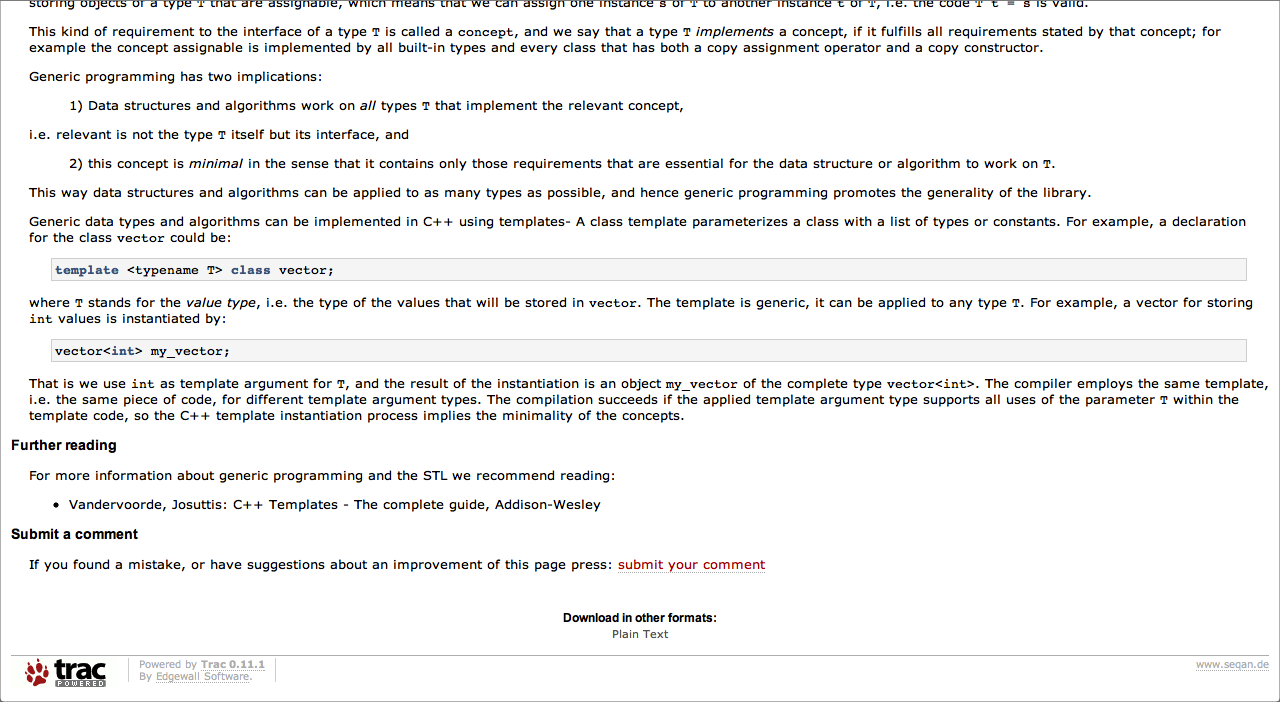 storing objects of a type T that are assignable, which means that we can assign one instance s of T to another instance t of T, i.e. the code T t = s is valid.
This kind of requirement to the interface of a type T is called a concept, and we say that a type T implements a concept, if it fulfills all requirements stated by that concept; for
example the concept assignable is implemented by all built-in types and every class that has both a copy assignment operator and a copy constructor.
Generic programming has two implications:
1) Data structures and algorithms work on all types T that implement the relevant concept,
i.e. relevant is not the type T itself but its interface, and
2) this concept is minimal in the sense that it contains only those requirements that are essential for the data structure or algorithm to work on T.
This way data structures and algorithms can be applied to as many types as possible, and hence generic programming promotes the generality of the library.
Generic data types and algorithms can be implemented in C++ using templates- A class template parameterizes a class with a list of types or constants. For example, a declaration
for the class vector could be:
template <typename T> class vector;
where T stands for the value type, i.e. the type of the values that will be stored in vector. The template is generic, it can be applied to any type T. For example, a vector for storing
int values is instantiated by:
vector<int> my_vector;
That is we use int as template argument for T, and the result of the instantiation is an object my_vector of the complete type vector<int>. The compiler employs the same template,
i.e. the same piece of code, for different template argument types. The compilation succeeds if the applied template argument type supports all uses of the parameter T within the
template code, so the C++ template instantiation process implies the minimality of the concepts.
Further reading
For more information about generic programming and the STL we recommend reading:
• Vandervoorde, Josuttis: C++ Templates - The complete guide, Addison-Wesley
Submit a comment
If you found a mistake, or have suggestions about an improvement of this page press: submit your comment
Download in other formats:
Plain Text
trac
POWERED
Powered by Trac 0.11.1
By Edgewall Software.
www.seqan.de